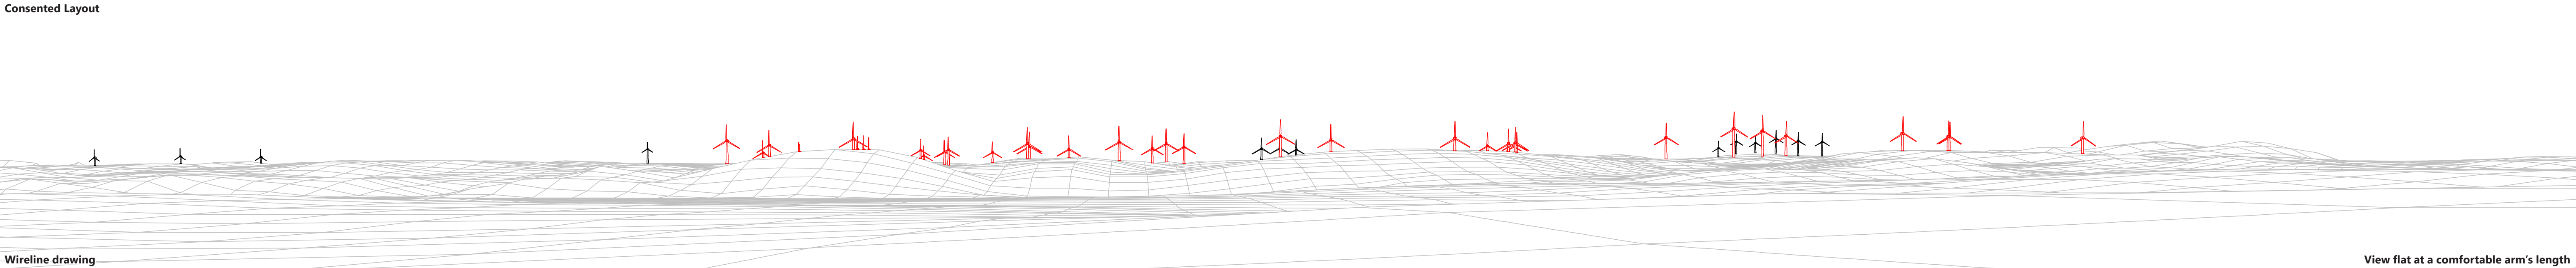 Consented Layout
Wireline drawing
View flat at a comfortable arm's length